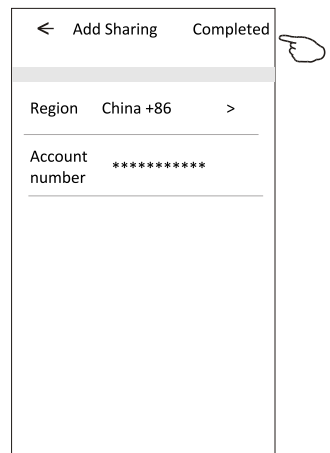 ← Add Sharing Completed
Region China +86 >
Account
number ***********